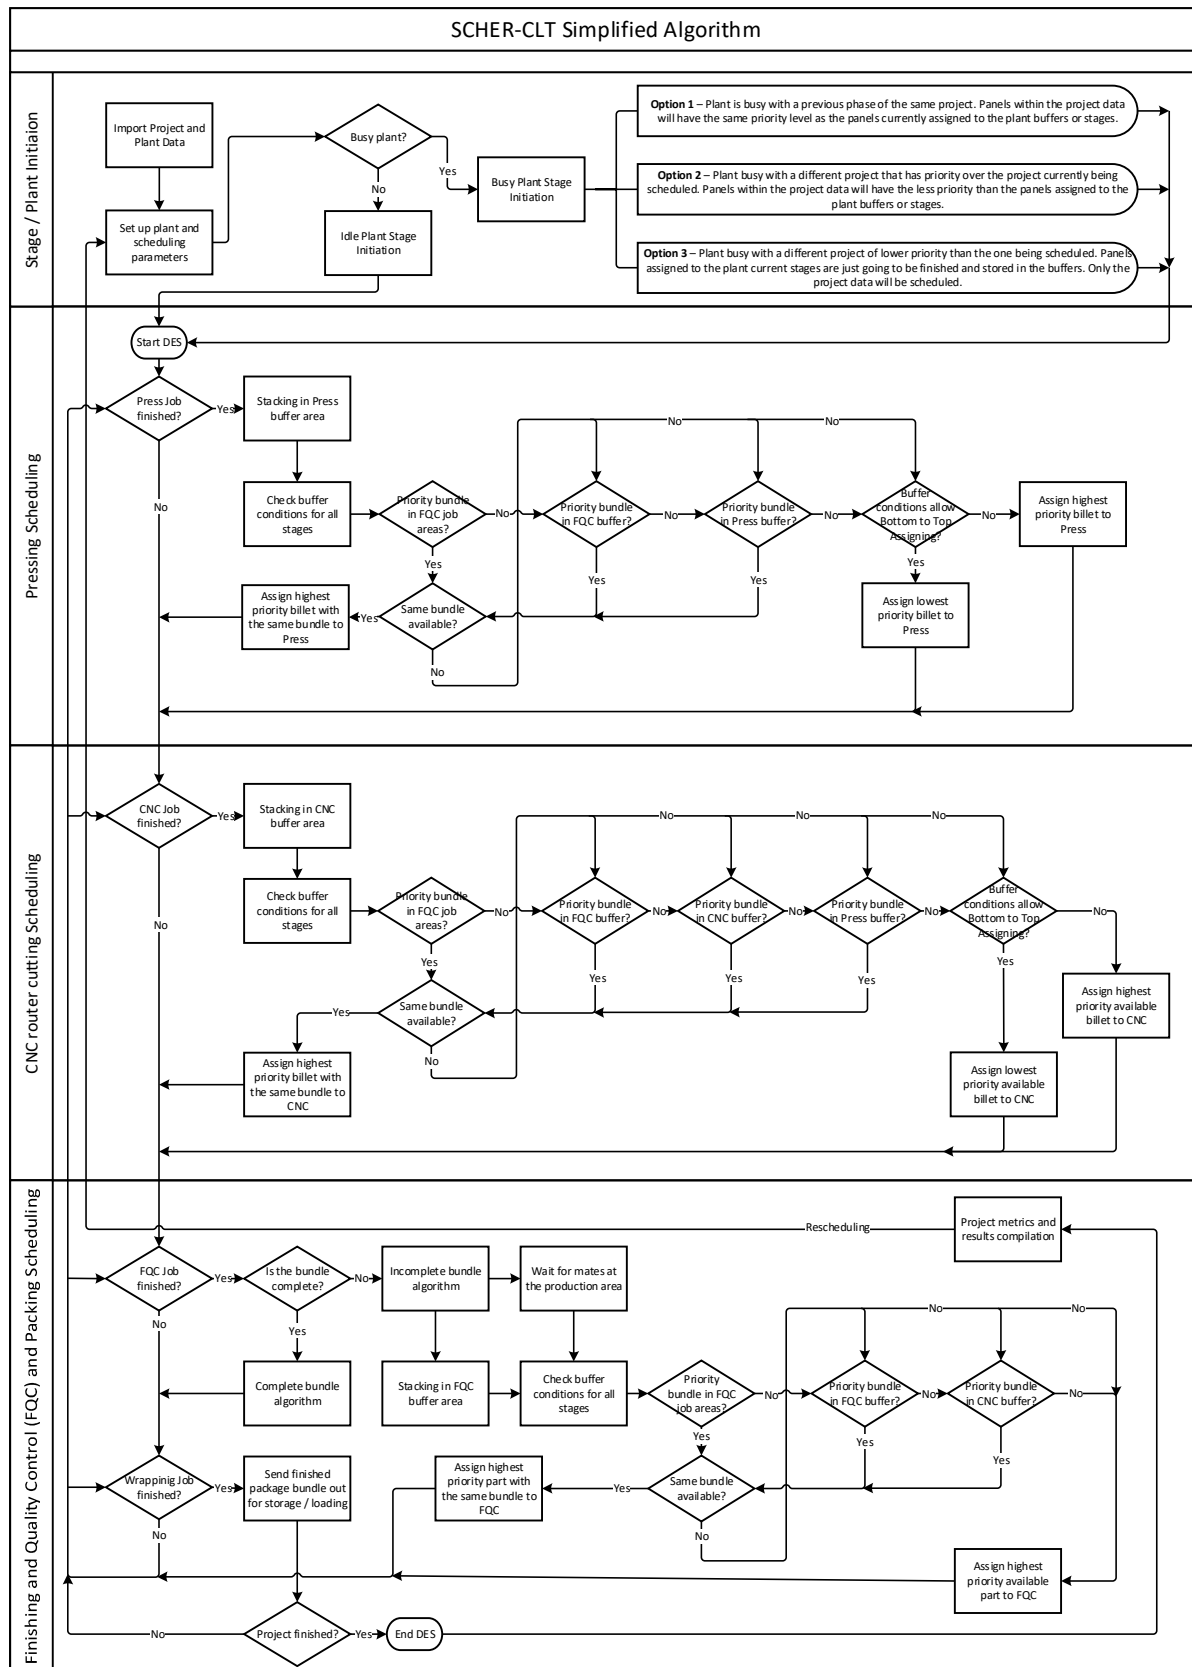 SCHER-CLT Simplified Algorithm
Stage / Plant Initiaion
Import Project and
Plant Data
Set up plant and
scheduling
parameters
Busy plant?
Yes
No
Idle Plant Stage
Initiation
Busy Plant Stage
Initiation
Option 1 – Plant is busy with a previous phase of the same project. Panels within the project data
will have the same priority level as the panels currently assigned to the plant buffers or stages.
Option 2 – Plant busy with a different project that has priority over the project currently being
scheduled. Panels within the project data will have the less priority than the panels assigned to the
plant buffers or stages.
Option 3 – Plant busy with a different project of lower priority than the one being scheduled. Panels
assigned to the plant current stages are just going to be finished and stored in the buffers. Only the
project data will be scheduled.
Pressing Scheduling
Start DES
Press Job
finished?
Yes
No
Stacking in Press
buffer area
Check buffer
conditions for all
stages
Priority bundle
in FQC job
areas?
No
Yes
Priority bundle
in FQC buffer?
No
Yes
Priority bundle
in Press buffer?
No
Yes
Buffer
conditions allow
Bottom to Top
Assigning?
No
Yes
Assign highest
priority billet to
Press
No
No
No
Assign highest
priority billet with
the same bundle to
Press
Yes
Same bundle
available?
No
Assign lowest
priority billet to
Press
CNC router cutting Scheduling
CNC Job
finished?
Yes
No
Stacking in CNC
buffer area
Check buffer
conditions for all
stages
Priority bundle
in FQC job
areas?
No
Yes
Priority bundle
in FQC buffer?
No
Yes
Priority bundle
in CNC buffer?
No
Yes
Priority bundle
in Press buffer?
No
Yes
Buffer
conditions allow
Bottom to Top
Assigning?
No
Yes
No
No
No
No
Same bundle
available?
Yes
No
Assign highest
priority billet with
the same bundle to
CNC
Assign highest
priority available
billet to CNC
Assign lowest
priority available
billet to CNC
Finishing and Quality Control (FQC) and Packing Scheduling
Rescheduling
Project metrics and
results compilation
FQC Job
finished?
Yes
No
Is the bundle
complete?
No
Yes
Incomplete bundle
algorithm
Wait for mates at
the production area
Complete bundle
algorithm
Stacking in FQC
buffer area
Check buffer
conditions for all
stages
Priority
bundle in FQC
job areas?
No
Yes
Priority bundle
in FQC buffer?
No
Yes
Priority bundle
in CNC buffer?
No
Yes
No
No
Wrappinig Job
finished?
Yes
No
Send finished
package bundle out
for storage / loading
Assign highest
priority part with
the same bundle to
FQC
Yes
Same bundle
available?
No
Assign highest
priority available
part to FQC
No
Project finished?
Yes
End DES